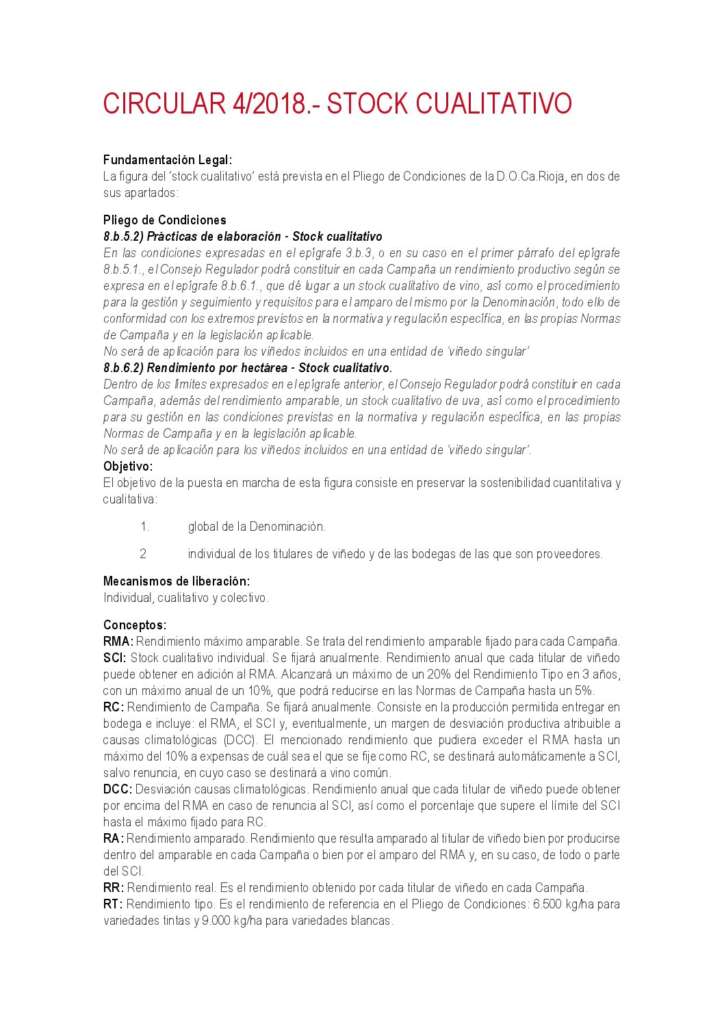 CIRCULAR 4/2018.- STOCK CUALITATIVO
Fundamentación Legal:
La figura del 'stock cualitativo' está prevista en el Pliego de Condiciones de la D.O.Ca.Rioja, en dos de
sus apartados:
Pliego de Condiciones
8.b.5.2) Prácticas de elaboración - Stock cualitativo
En las condiciones expresadas en el epígrafe 3.b.3, o en su caso en el primer párrafo del epígrafe
8.b.5.1., el Consejo Regulador podrá constituir en cada Campaña un rendimiento productivo según se
expresa en el epígrafe 8.b.6.1., que dé lugar a un stock cualitativo de vino, así como el procedimiento
para la gestión y seguimiento y requisitos para el amparo del mismo por la Denominación, todo ello de
conformidad con los extremos previstos en la normativa y regulación específica, en las propias Normas
de Campaña y en la legislación aplicable.
No será de aplicación para los viñedos incluidos en una entidad de 'viñedo singular'
8.b.6.2) Rendimiento por hectárea - Stock cualitativo.
Dentro de los límites expresados en el epígrafe anterior, el Consejo Regulador podrá constituir en cada
Campaña, además del rendimiento amparable, un stock cualitativo de uva, así como el procedimiento
para su gestión en las condiciones previstas en la normativa y regulación específica, en las propias
Normas de Campaña y en la legislación aplicable.
No será de aplicación para los viñedos incluidos en una entidad de 'viñedo singular'.
Objetivo:
El objetivo de la puesta en marcha de esta figura consiste en preservar la sostenibilidad cuantitativa y
cualitativa:
1. global de la Denominación.
2 individual de los titulares de viñedo y de las bodegas de las que son proveedores.
Mecanismos de liberación:
Individual, cualitativo y colectivo.
Conceptos:
RMA: Rendimiento máximo amparable. Se trata del rendimiento amparable fijado para cada Campaña.
SCI: Stock cualitativo individual. Se fijará anualmente. Rendimiento anual que cada titular de viñedo
puede obtener en adición al RMA. Alcanzará un máximo de un 20% del Rendimiento Tipo en 3 años,
con un máximo anual de un 10%, que podrá reducirse en las Normas de Campaña hasta un 5%.
RC: Rendimiento de Campaña. Se fijará anualmente. Consiste en la producción permitida entregar en
bodega e incluye: el RMA, el SCI y, eventualmente, un margen de desviación productiva atribuible a
causas climatológicas (DCC). El mencionado rendimiento que pudiera exceder el RMA hasta un
máximo del 10% a expensas de cuál sea el que se fije como RC, se destinará automáticamente a SCI,
salvo renuncia, en cuyo caso se destinará a vino común.
DCC: Desviación causas climatológicas. Rendimiento anual que cada titular de viñedo puede obtener
por encima del RMA en caso de renuncia al SCI, así como el porcentaje que supere el límite del SCI
hasta el máximo fijado para RC.
RA: Rendimiento amparado. Rendimiento que resulta amparado al titular de viñedo bien por producirse
dentro del amparable en cada Campaña o bien por el amparo del RMA y, en su caso, de todo o parte
del SCI.
RR: Rendimiento real. Es el rendimiento obtenido por cada titular de viñedo en cada Campaña.
RT: Rendimiento tipo. Es el rendimiento de referencia en el Pliego de Condiciones: 6.500 kg/ha para
variedades tintas y 9.000 kg/ha para variedades blancas.